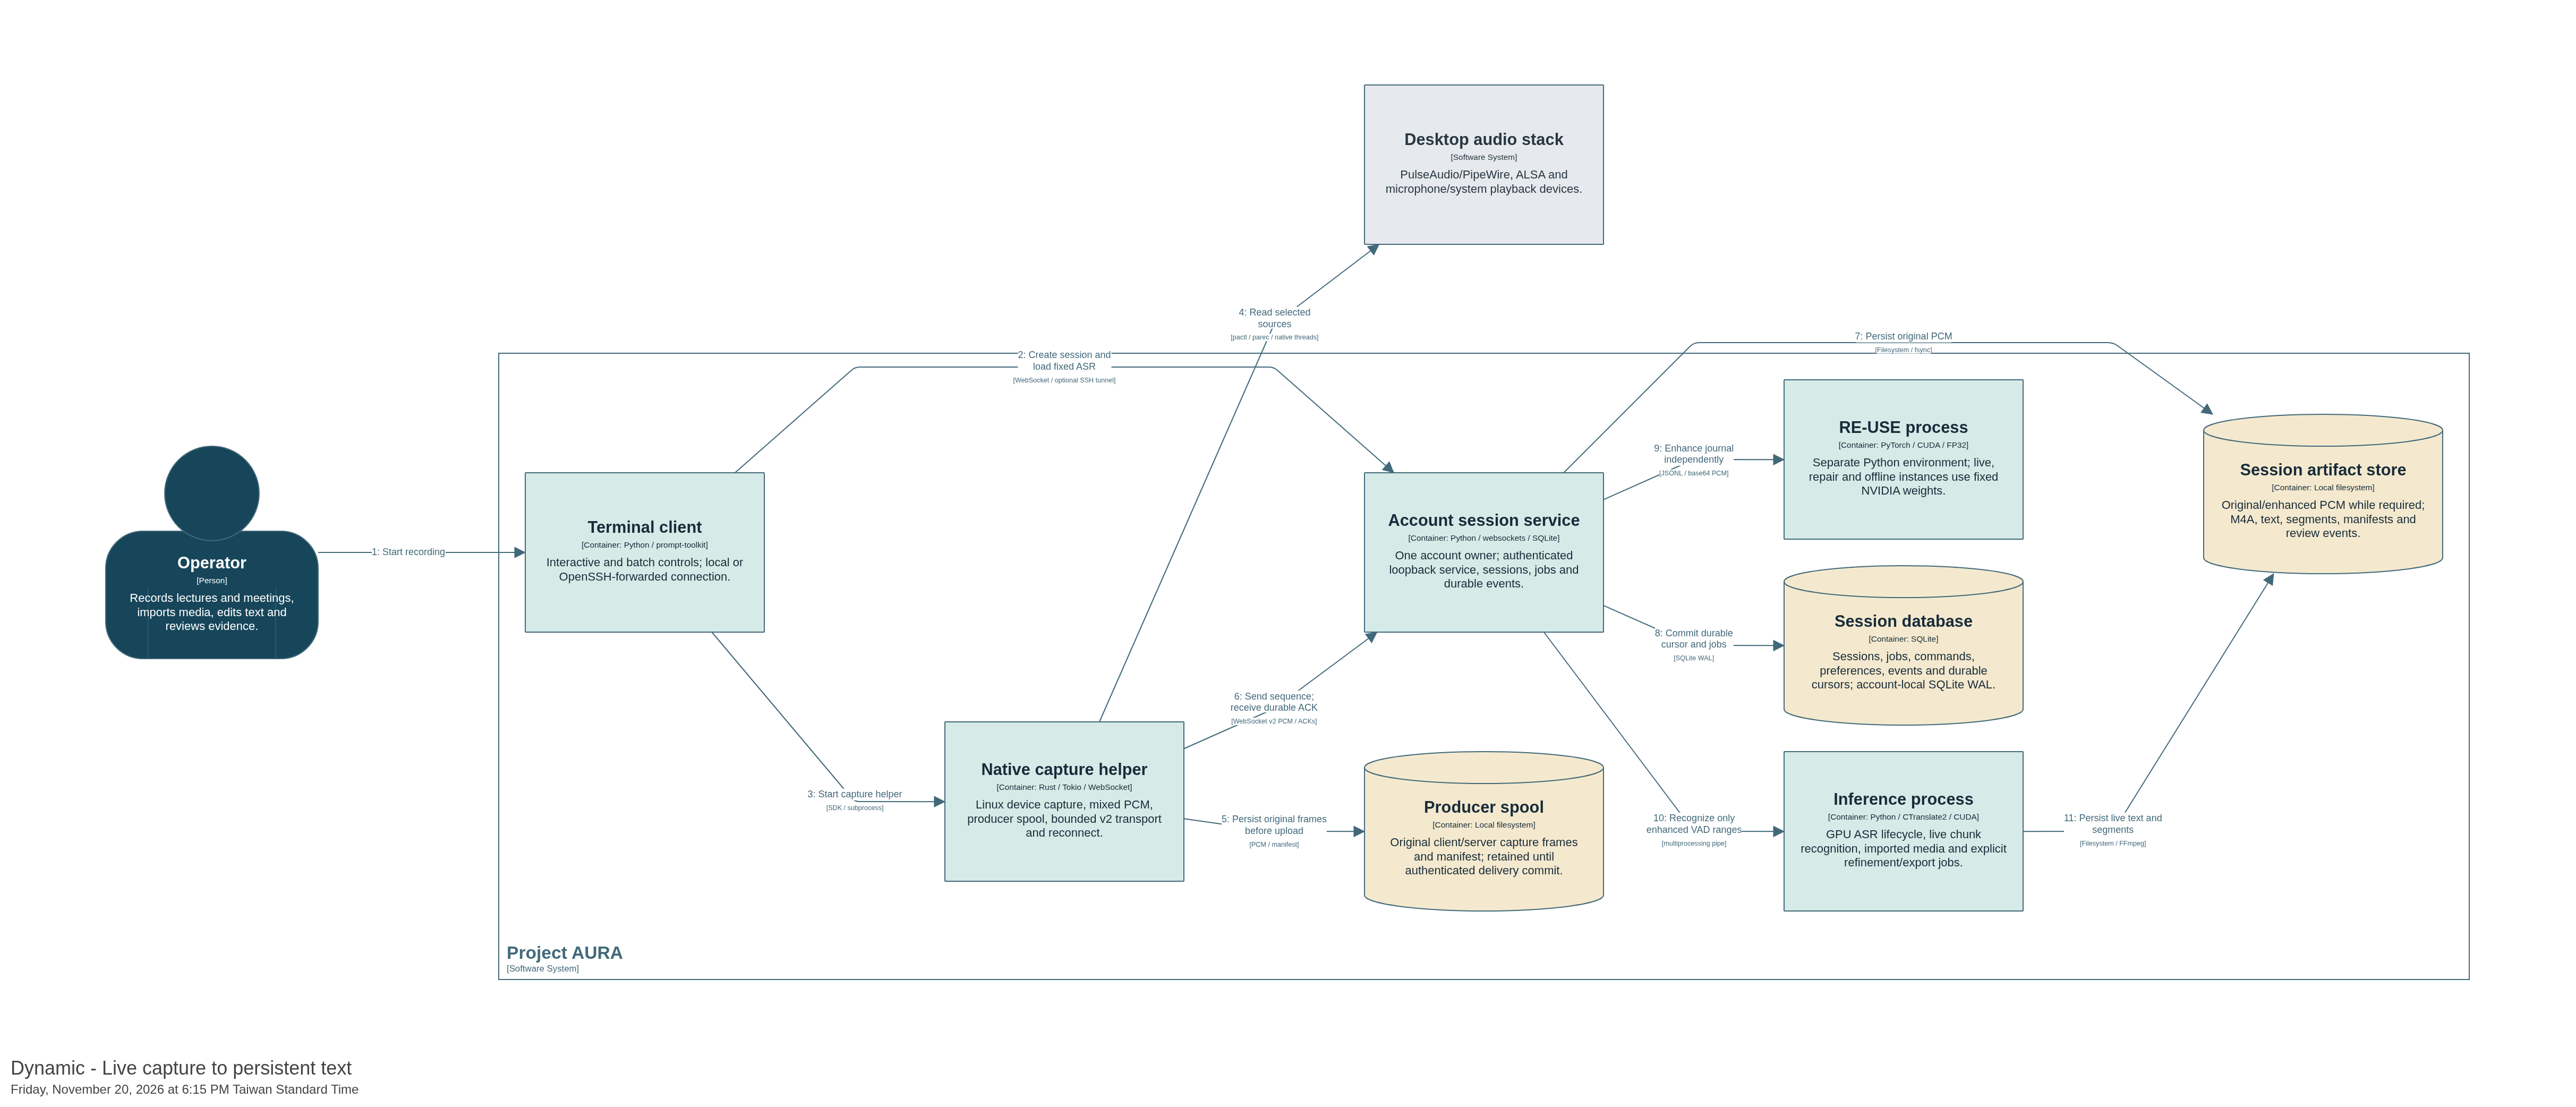 Desktop audio stack
[Software System]
PulseAudio/PipeWire, ALSA and
microphone/system playback devices.
4: Read selected
sources
[pactl / parec / native threads]
7: Persist original PCM
[Filesystem / fsync]
2: Create session and
load fixed ASR
[WebSocket / optional SSH tunnel]
Operator
[Person]
Records lectures and meetings,
imports media, edits text and
reviews evidence.
1: Start recording
Terminal client
[Container: Python / prompt-toolkit]
Interactive and batch controls; local or
OpenSSH-forwarded connection.
Account session service
[Container: Python / websockets / SQLite]
One account owner; authenticated
loopback service, sessions, jobs and
durable events.
9: Enhance journal
independently
[JSONL / base64 PCM]
RE-USE process
[Container: PyTorch / CUDA / FP32]
Separate Python environment; live,
repair and offline instances use fixed
NVIDIA weights.
Session artifact store
[Container: Local filesystem]
Original/enhanced PCM while required;
M4A, text, segments, manifests and
review events.
8: Commit durable
cursor and jobs
[SQLite WAL]
Session database
[Container: SQLite]
Sessions, jobs, commands,
preferences, events and durable
cursors; account-local SQLite WAL.
6: Send sequence;
receive durable ACK
[WebSocket v2 PCM / ACKs]
3: Start capture helper
[SDK / subprocess]
Native capture helper
[Container: Rust / Tokio / WebSocket]
Linux device capture, mixed PCM,
producer spool, bounded v2 transport
and reconnect.
5: Persist original frames
before upload
[PCM / manifest]
Producer spool
[Container: Local filesystem]
Original client/server capture frames
and manifest; retained until
authenticated delivery commit.
10: Recognize only
enhanced VAD ranges
[multiprocessing pipe]
Inference process
[Container: Python / CTranslate2 / CUDA]
GPU ASR lifecycle, live chunk
recognition, imported media and explicit
refinement/export jobs.
11: Persist live text and
segments
[Filesystem / FFmpeg]
Project AURA
[Software System]
Dynamic - Live capture to persistent text
Friday, November 20, 2026 at 6:15 PM Taiwan Standard Time